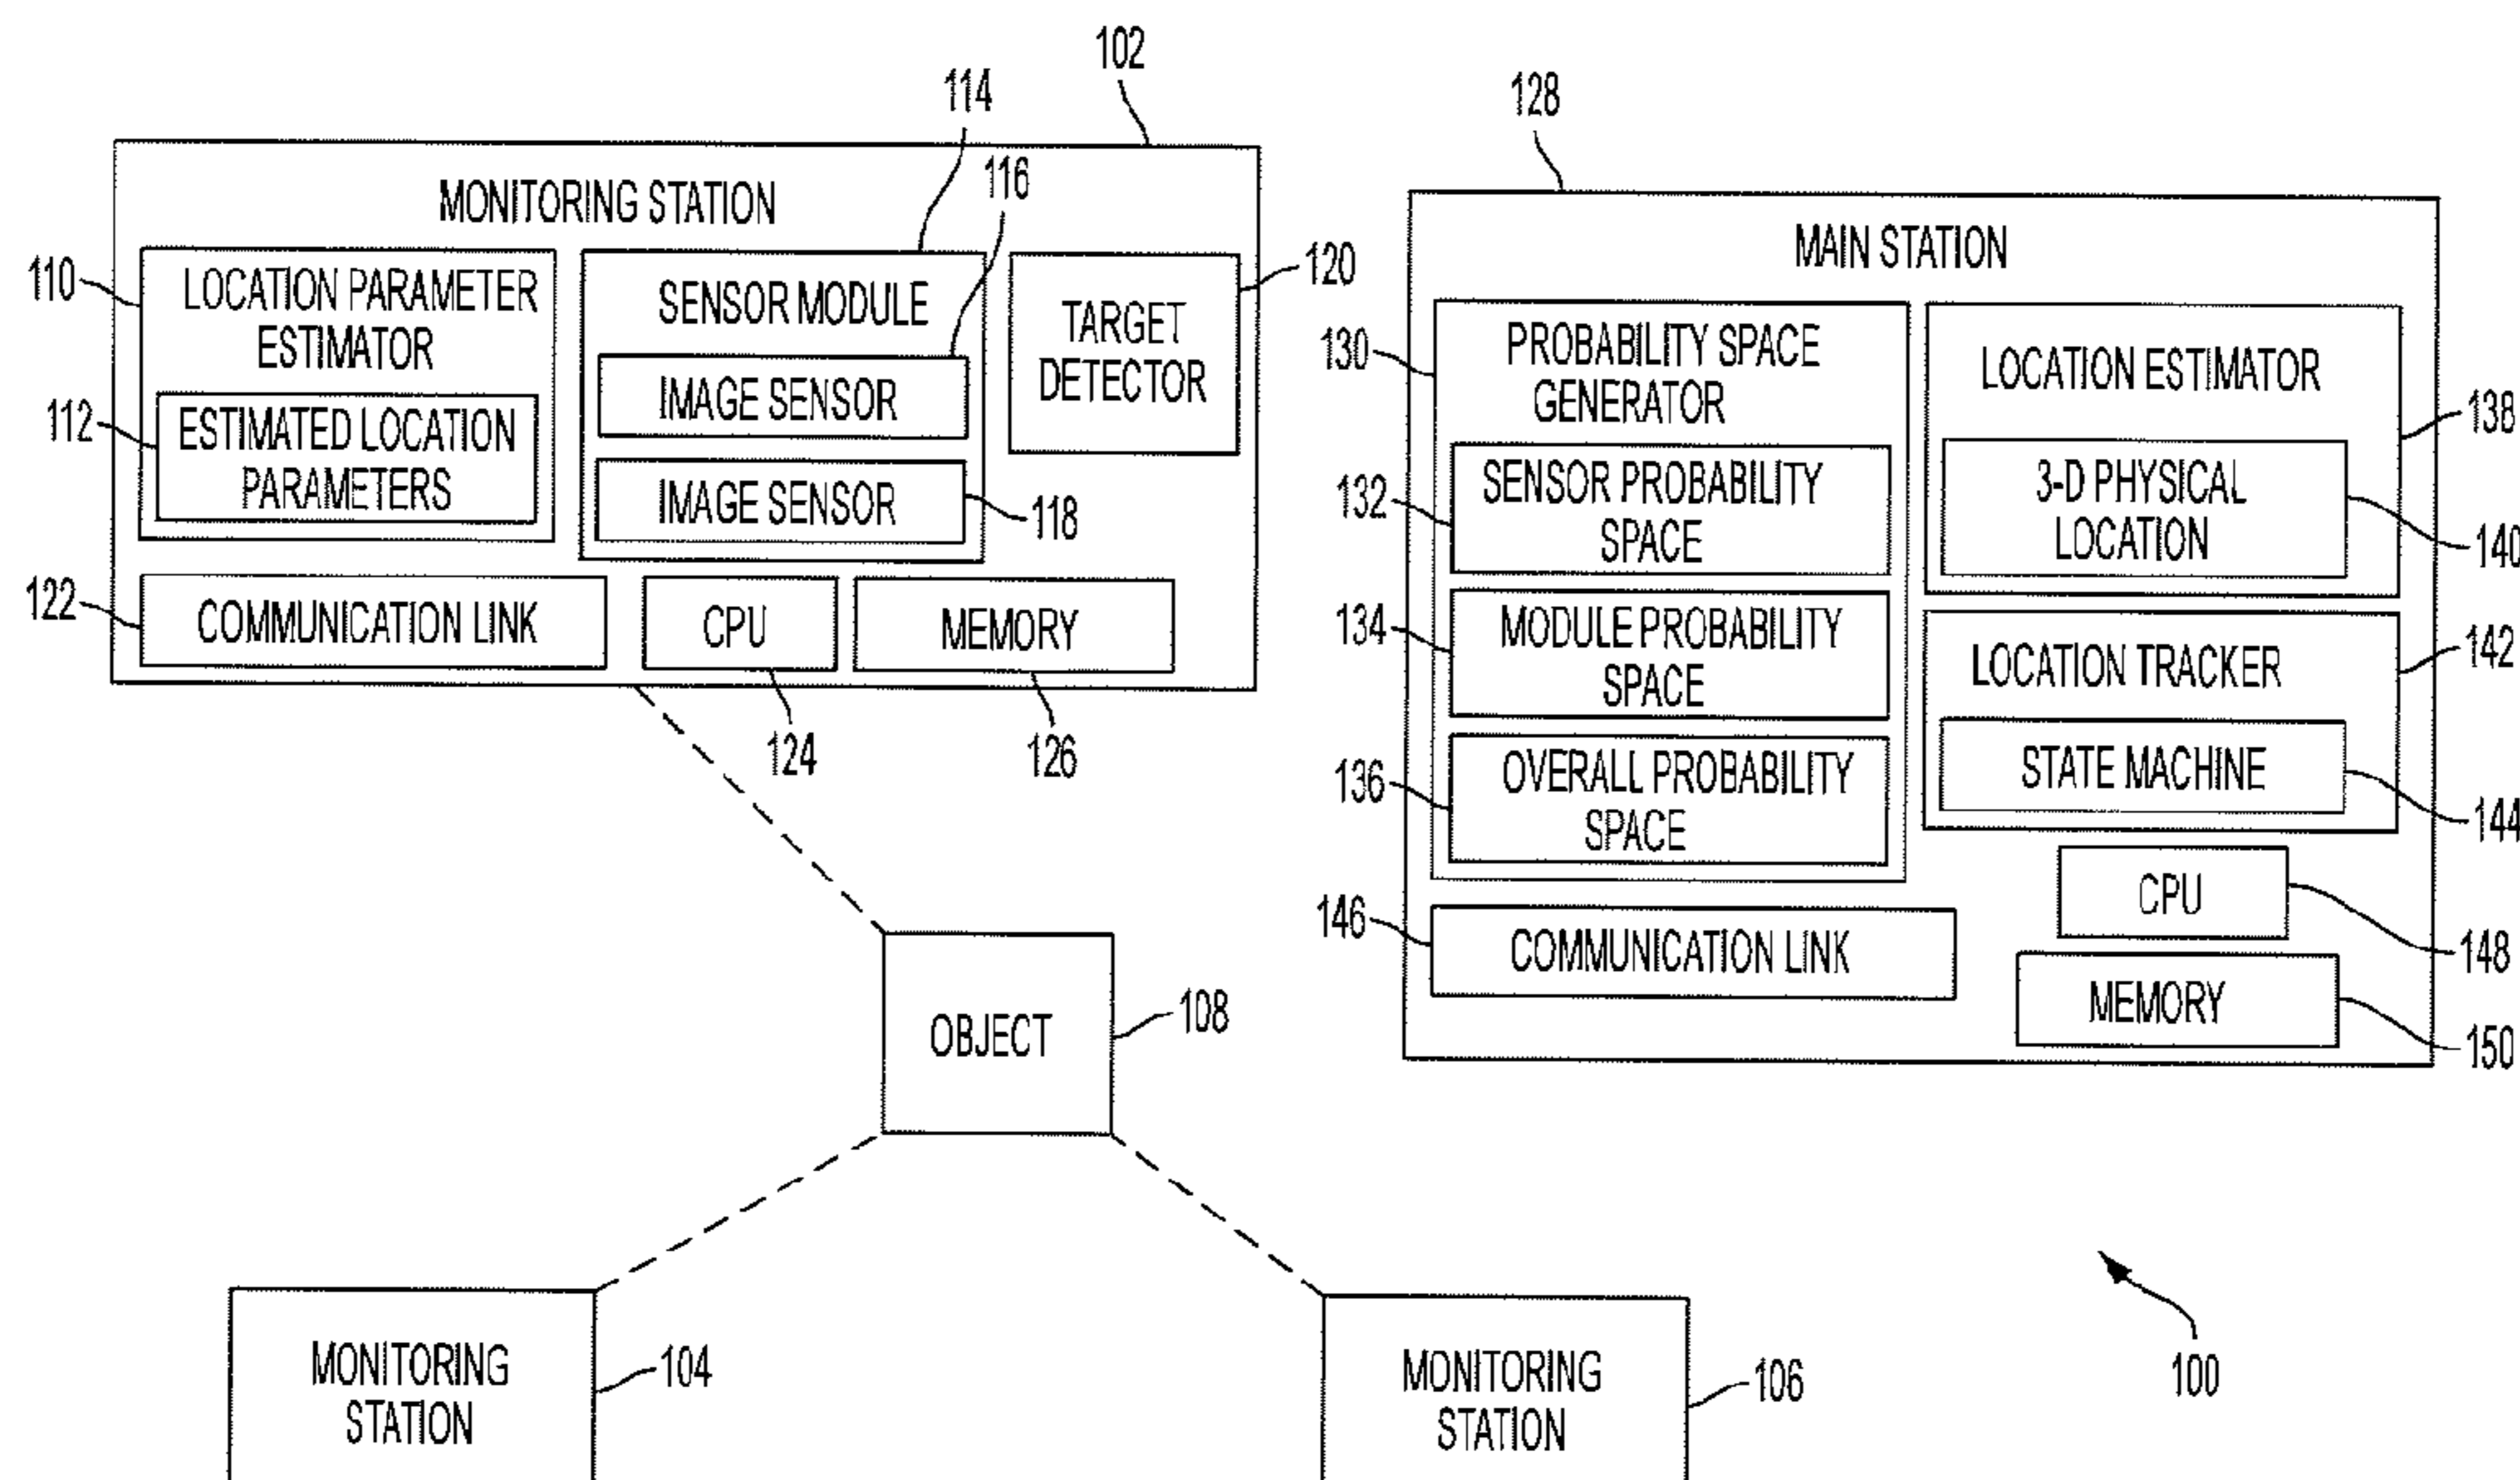 102
114
128
116
MONITORING STATION
MAIN STATION
110
LOCATION PARAMETER
ESTIMATOR
112
ESTIMATED LOCATION
PARAMETERS
SENSOR MODULE
IMAGE SENSOR
IMAGE SENSOR
118
TARGET
DETECTOR
120
122
COMMUNICATION LINK
CPU
MEMORY
124
126
130
PROBABILITY SPACE
GENERATOR
132
SENSOR PROBABILITY
SPACE
134
MODULE PROBABILITY
SPACE
136
OVERALL PROBABILITY
SPACE
LOCATION ESTIMATOR
138
3-D PHYSICAL
LOCATION
140
LOCATION TRACKER
142
STATE MACHINE
144
146
COMMUNICATION LINK
CPU
148
MEMORY
150
OBJECT
108
MONITORING
STATION
104
MONITORING
STATION
106
100